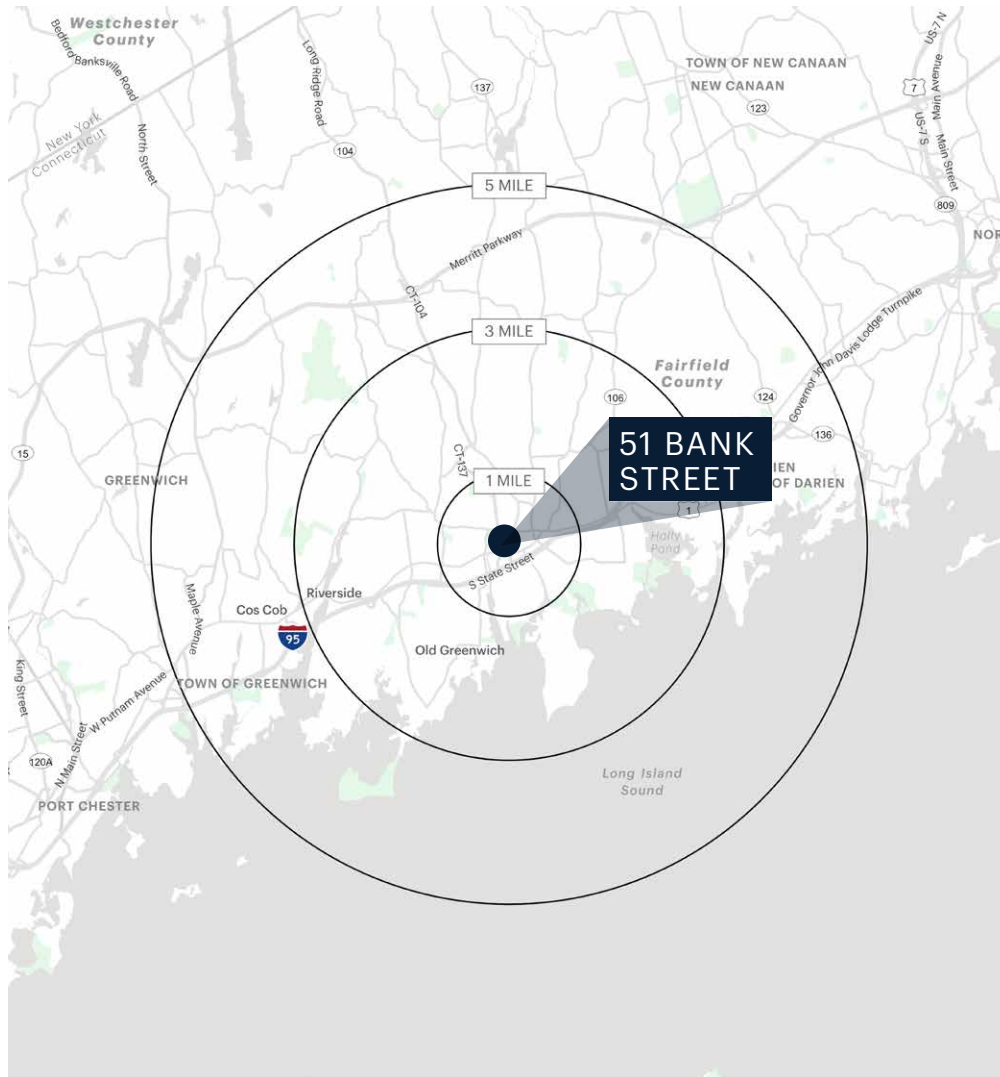 Westchester
County
Bedford Banksville Road
Long Ridge Road
137
TOWN OF NEW CANAAN
NEW CANAAN
123
US-7 N
Main Avenue
7
US-7 S
Main Street
New York
Connecticut
North Street
104
5 MILE
809
NOR
Merritt Parkway
CT-104
Governor John Davis Lodge Turnpike
3 MILE
Fairfield
County
106
124
136
15
GREENWICH
CT-137
1 MILE
51 BANK
STREET
IEN
OF DARIEN
1
Holly
Pond
S State Street
Maple Avenue
Riverside
Cos Cob
95
Old Greenwich
King Street
TOWN OF GREENWICH
W Putnam Avenue
N Main Street
120A
PORT CHESTER
Long Island
Sound